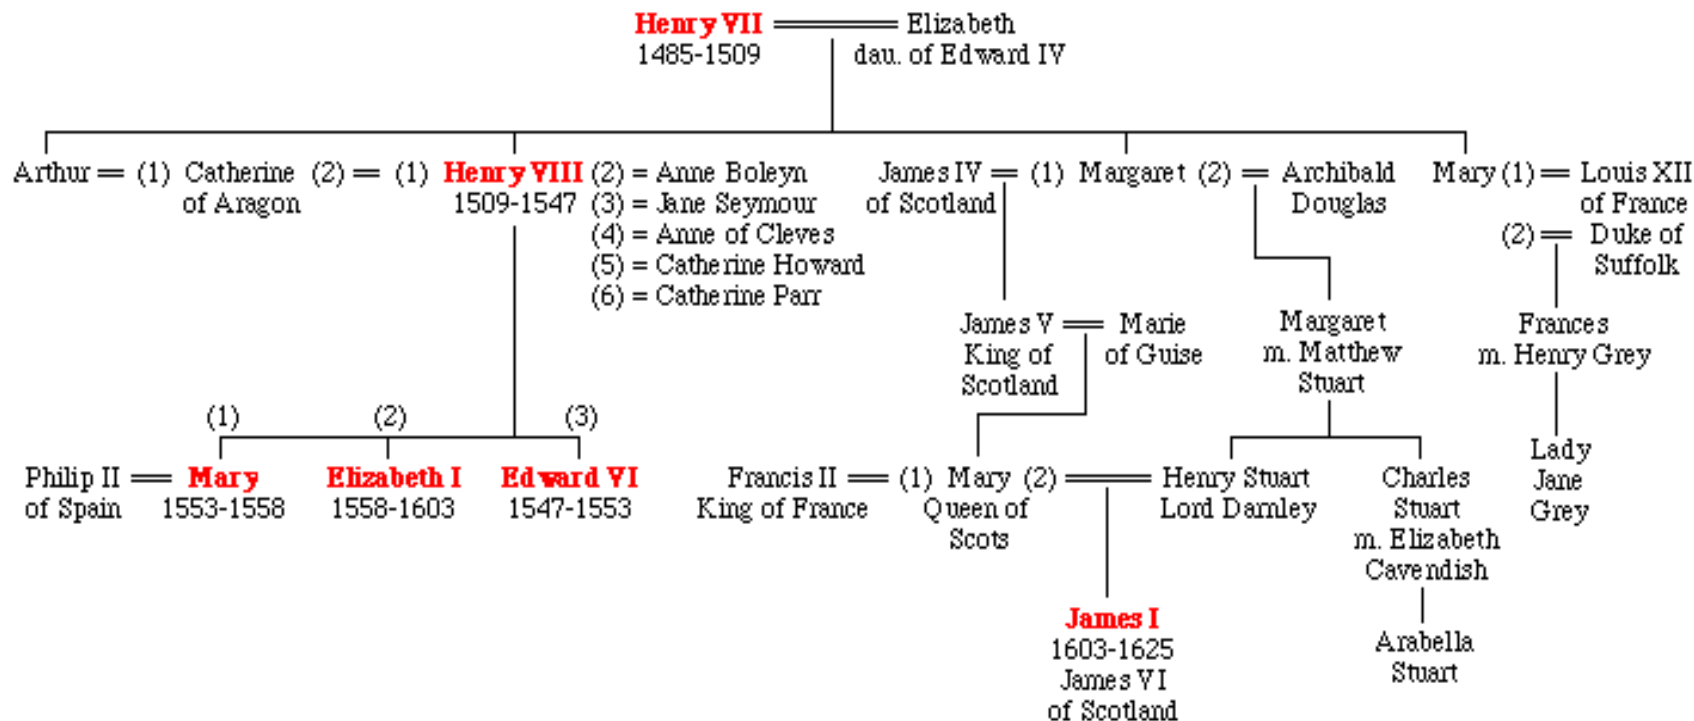 Henry VII ═ Elizabeth
1485-1509 dau. of Edward IV
Arthur = (1) Catherine (2) = (1) Henry VIII (2) = Anne Boleyn
of Aragon 1509-1547 (3) = Jane Seymour
(4) = Anne of Cleves
(5) = Catherine Howard
(6) = Catherine Parr
James IV = (1) Margaret (2) = Archibald
of Scotland Douglas
Mary (1) = Louis XII
of France
(2) = Duke of
Suffolk
James V = Marie
King of of Guise
Scotland
Margaret
m. Matthew
Stuart
Frances
m. Henry Grey
(1) (2) (3)
Philip II = Mary Elizabeth I Edward VI
of Spain 1553-1558 1558-1603 1547-1553
Francis II = (1) Mary (2) = Henry Stuart
King of France Queen of Lord Darnley
Scots
Charles
Stuart
m. Elizabeth
Cavendish
Lady
Jane
Grey
James I
1603-1625
James VI
of Scotland
Arabella
Stuart